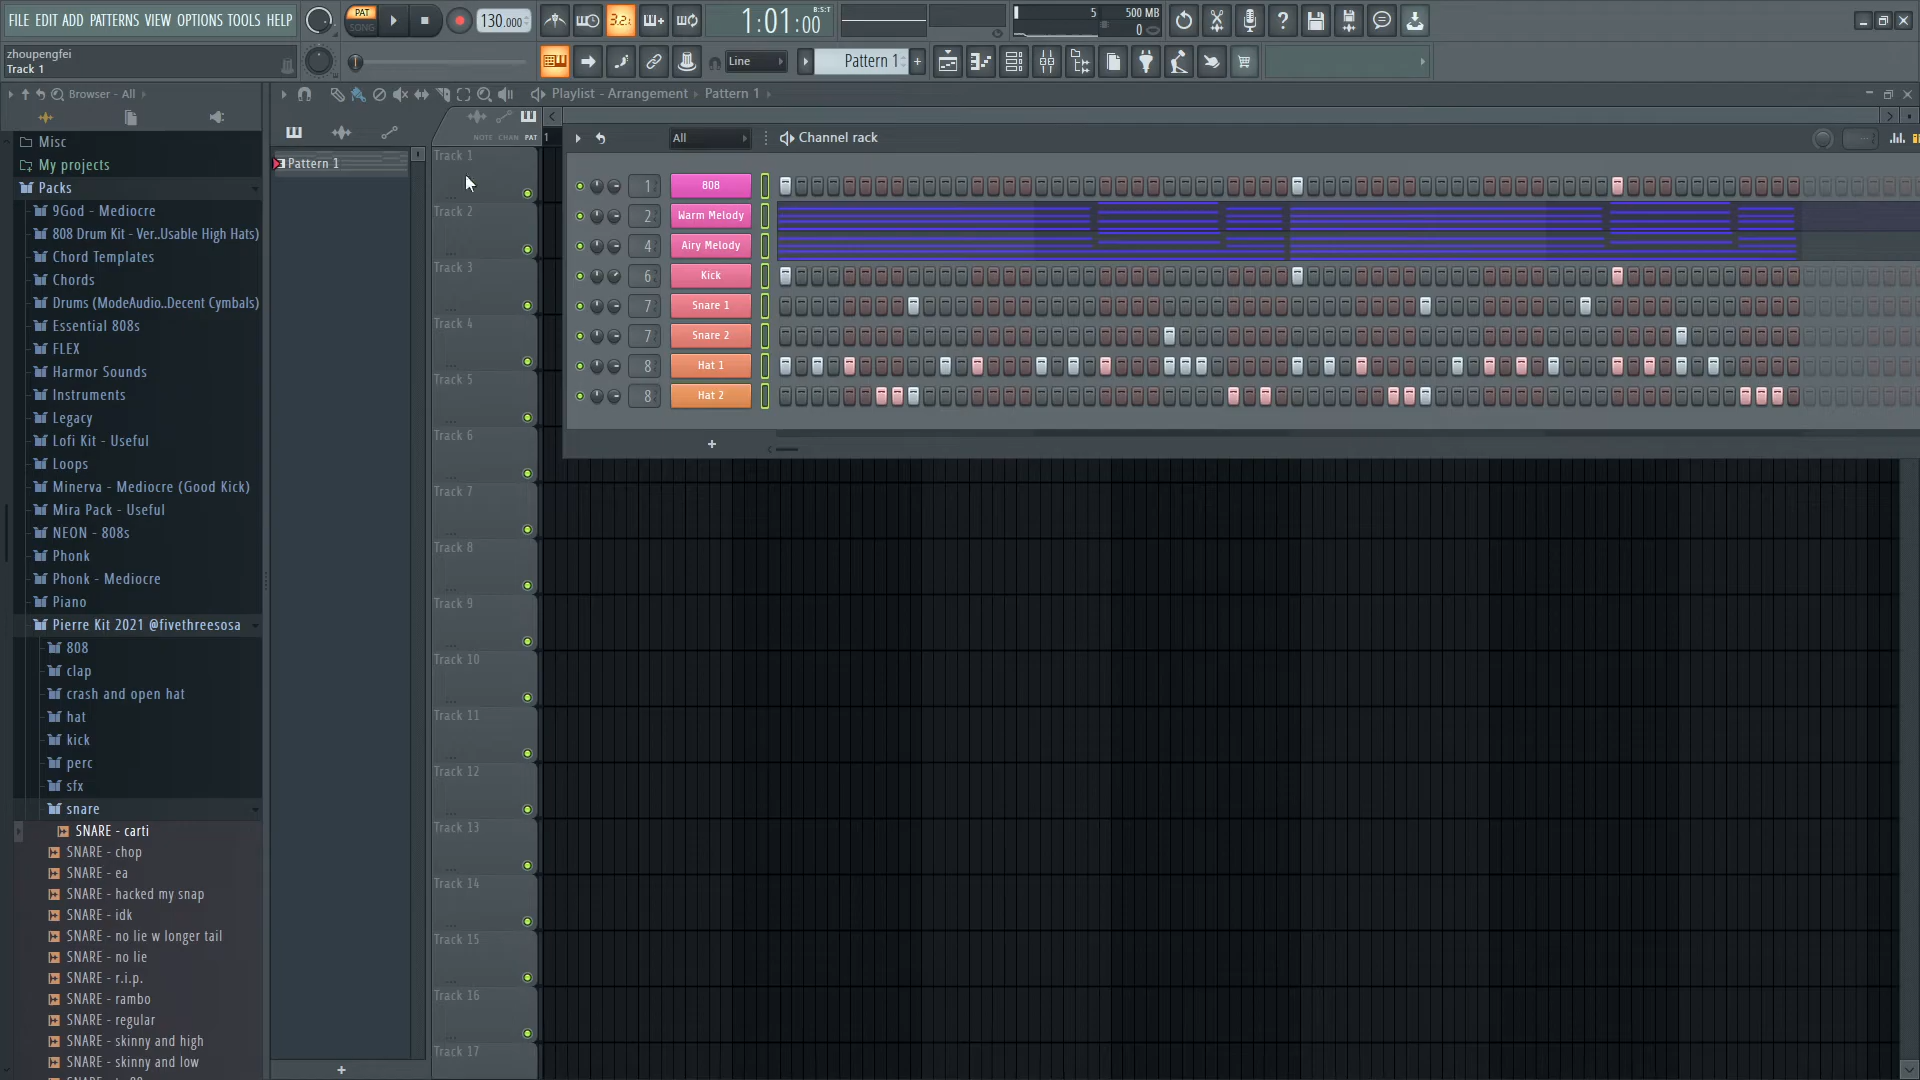 FILE EDIT ADD PATTERNS VIEW OPTIONS TOOLS HELP
PAT
SONG
130.000
3.2.
1:01:00
B:S:T
5
500 MB
0
zhoupengfei
Track 1
Line
Pattern 1
+
Browser - All
Playlist - Arrangement
Pattern 1
NOTE CHAN PAT
1
All
Channel rack
Misc
My projects
Packs
9God - Mediocre
808 Drum Kit - Ver..Usable High Hats)
Chord Templates
Chords
Drums (ModeAudio..Decent Cymbals)
Essential 808s
FLEX
Harmor Sounds
Instruments
Legacy
Lofi Kit - Useful
Loops
Minerva - Mediocre (Good Kick)
Mira Pack - Useful
NEON - 808s
Phonk
Phonk - Mediocre
Piano
Pierre Kit 2021 @fivethreesosa
808
clap
crash and open hat
hat
kick
perc
sfx
snare
SNARE - carti
SNARE - chop
SNARE - ea
SNARE - hacked my snap
SNARE - idk
SNARE - no lie w longer tail
SNARE - no lie
SNARE - r.i.p.
SNARE - rambo
SNARE - regular
SNARE - skinny and high
SNARE - skinny and low
Pattern 1
+
Track 1
Track 2
Track 3
Track 4
Track 5
Track 6
Track 7
Track 8
Track 9
Track 10
Track 11
Track 12
Track 13
Track 14
Track 15
Track 16
Track 17
1 808
2 Warm Melody
4 Airy Melody
6 Kick
7 Snare 1
7 Snare 2
8 Hat 1
8 Hat 2
+